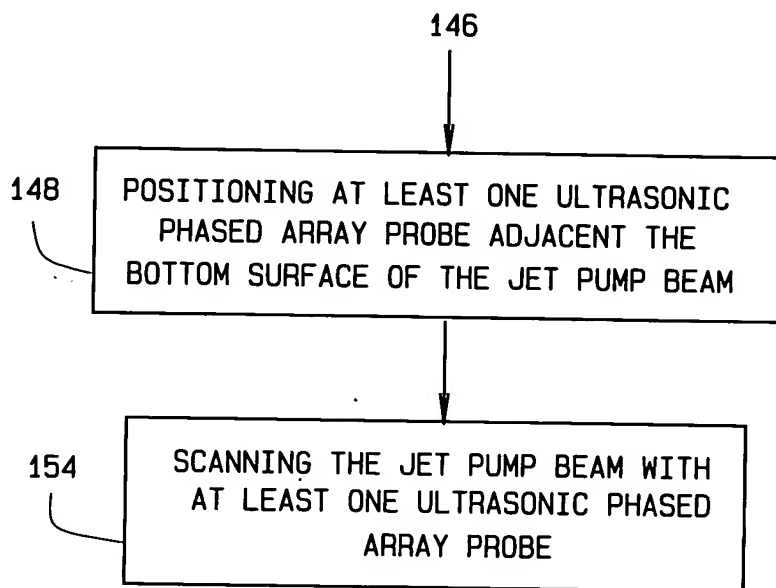 146
148
POSITIONING AT LEAST ONE ULTRASONIC
PHASED ARRAY PROBE ADJACENT THE
BOTTOM SURFACE OF THE JET PUMP BEAM
154
SCANNING THE JET PUMP BEAM WITH
AT LEAST ONE ULTRASONIC PHASED
ARRAY PROBE